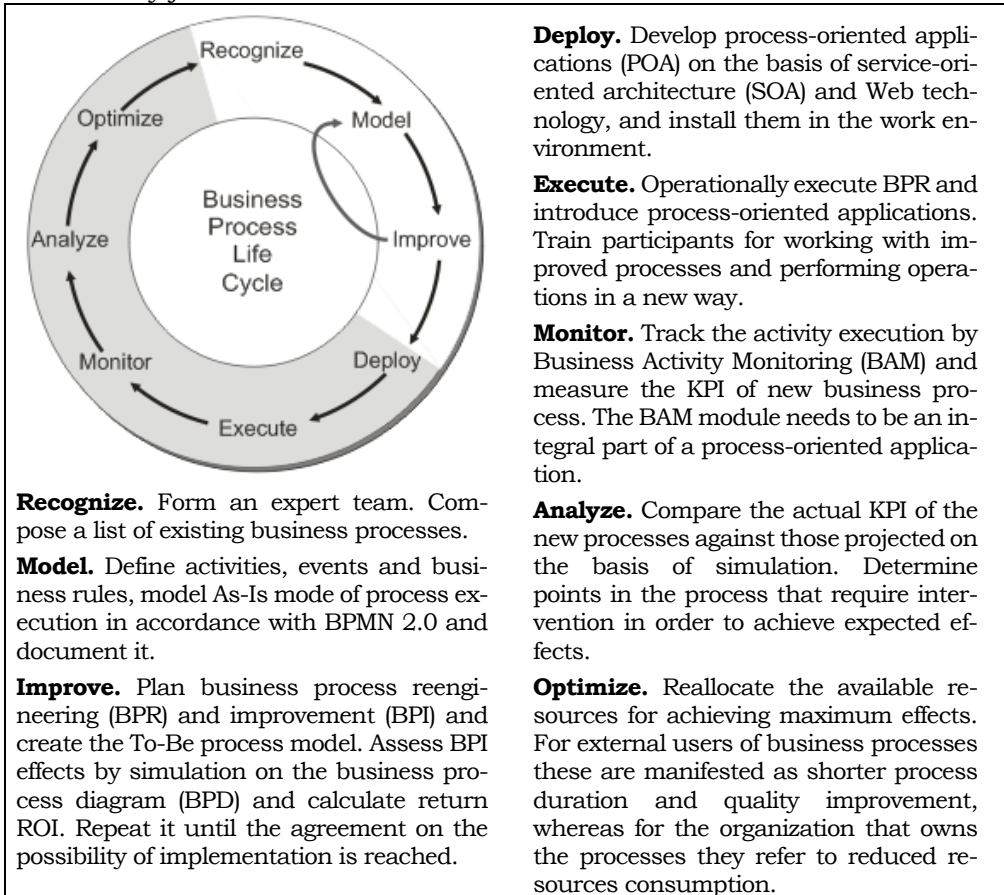 Recognize
Model
Improve
Deploy
Execute
Monitor
Analyze
Optimize
Business
Process
Life
Cycle
Recognize. Form an expert team. Com-
pose a list of existing business processes.
Model. Define activities, events and busi-
ness rules, model As-Is mode of process ex-
ecution in accordance with BPMN 2.0 and
document it.
Improve. Plan business process reengi-
neering (BPR) and improvement (BPI) and
create the To-Be process model. Assess BPI
effects by simulation on the business pro-
cess diagram (BPD) and calculate return
ROI. Repeat it until the agreement on the
possibility of implementation is reached.
Deploy. Develop process-oriented appli-
cations (POA) on the basis of service-ori-
ented architecture (SOA) and Web tech-
nology, and install them in the work en-
vironment.
Execute. Operationally execute BPR and
introduce process-oriented applications.
Train participants for working with im-
proved processes and performing opera-
tions in a new way.
Monitor. Track the activity execution by
Business Activity Monitoring (BAM) and
measure the KPI of new business pro-
cess. The BAM module needs to be an in-
tegral part of a process-oriented applica-
tion.
Analyze. Compare the actual KPI of the
new processes against those projected on
the basis of simulation. Determine
points in the process that require inter-
vention in order to achieve expected ef-
fects.
Optimize. Reallocate the available re-
sources for achieving maximum effects.
For external users of business processes
these are manifested as shorter process
duration and quality improvement,
whereas for the organization that owns
the processes they refer to reduced re-
sources consumption.